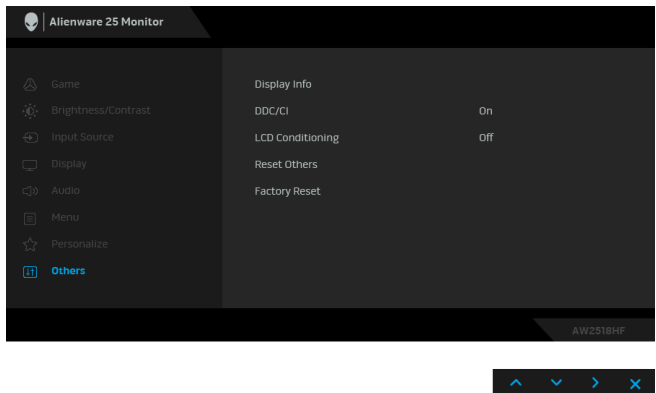 Alienware 25 Monitor
Game
Brightness/Contrast
Input Source
Display
Audio
Menu
Personalize
Others
Display Info
DDC/CI On
LCD Conditioning Off
Reset Others
Factory Reset
AW2518HF